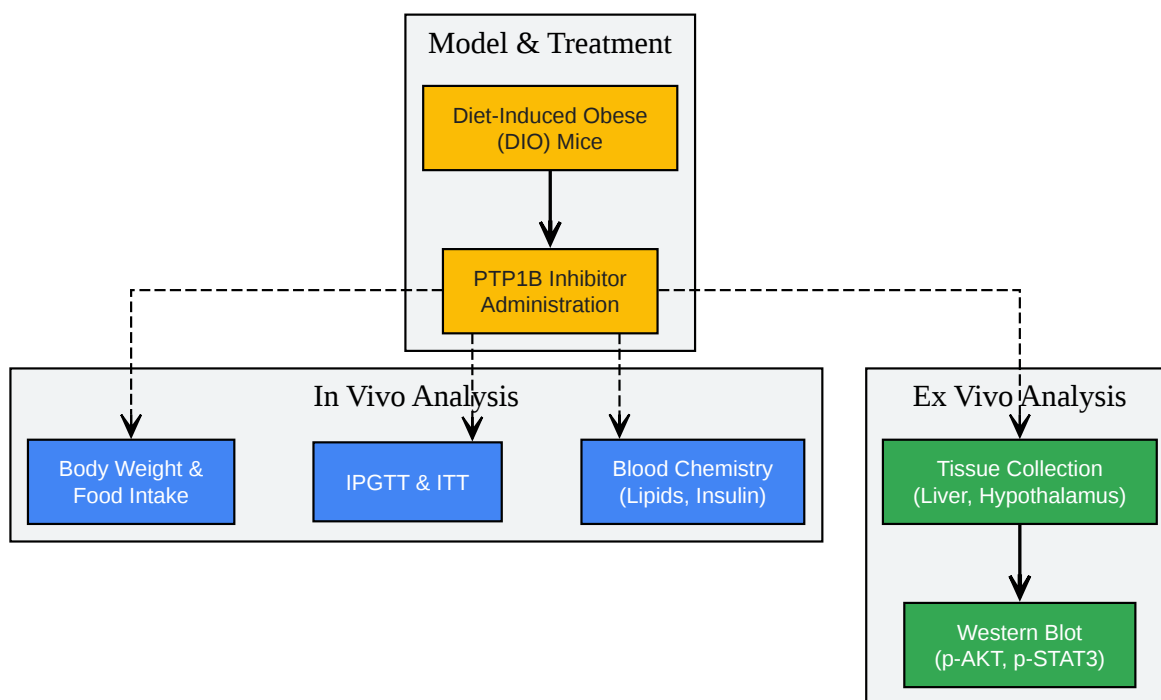 Model & Treatment
Diet-Induced Obese
(DIO) Mice
PTP1B Inhibitor
Administration
In Vivo Analysis
Body Weight &
Food Intake
IPGTT & ITT
Blood Chemistry
(Lipids, Insulin)
Ex Vivo Analysis
Tissue Collection
(Liver, Hypothalamus)
Western Blot
(p-AKT, p-STAT3)